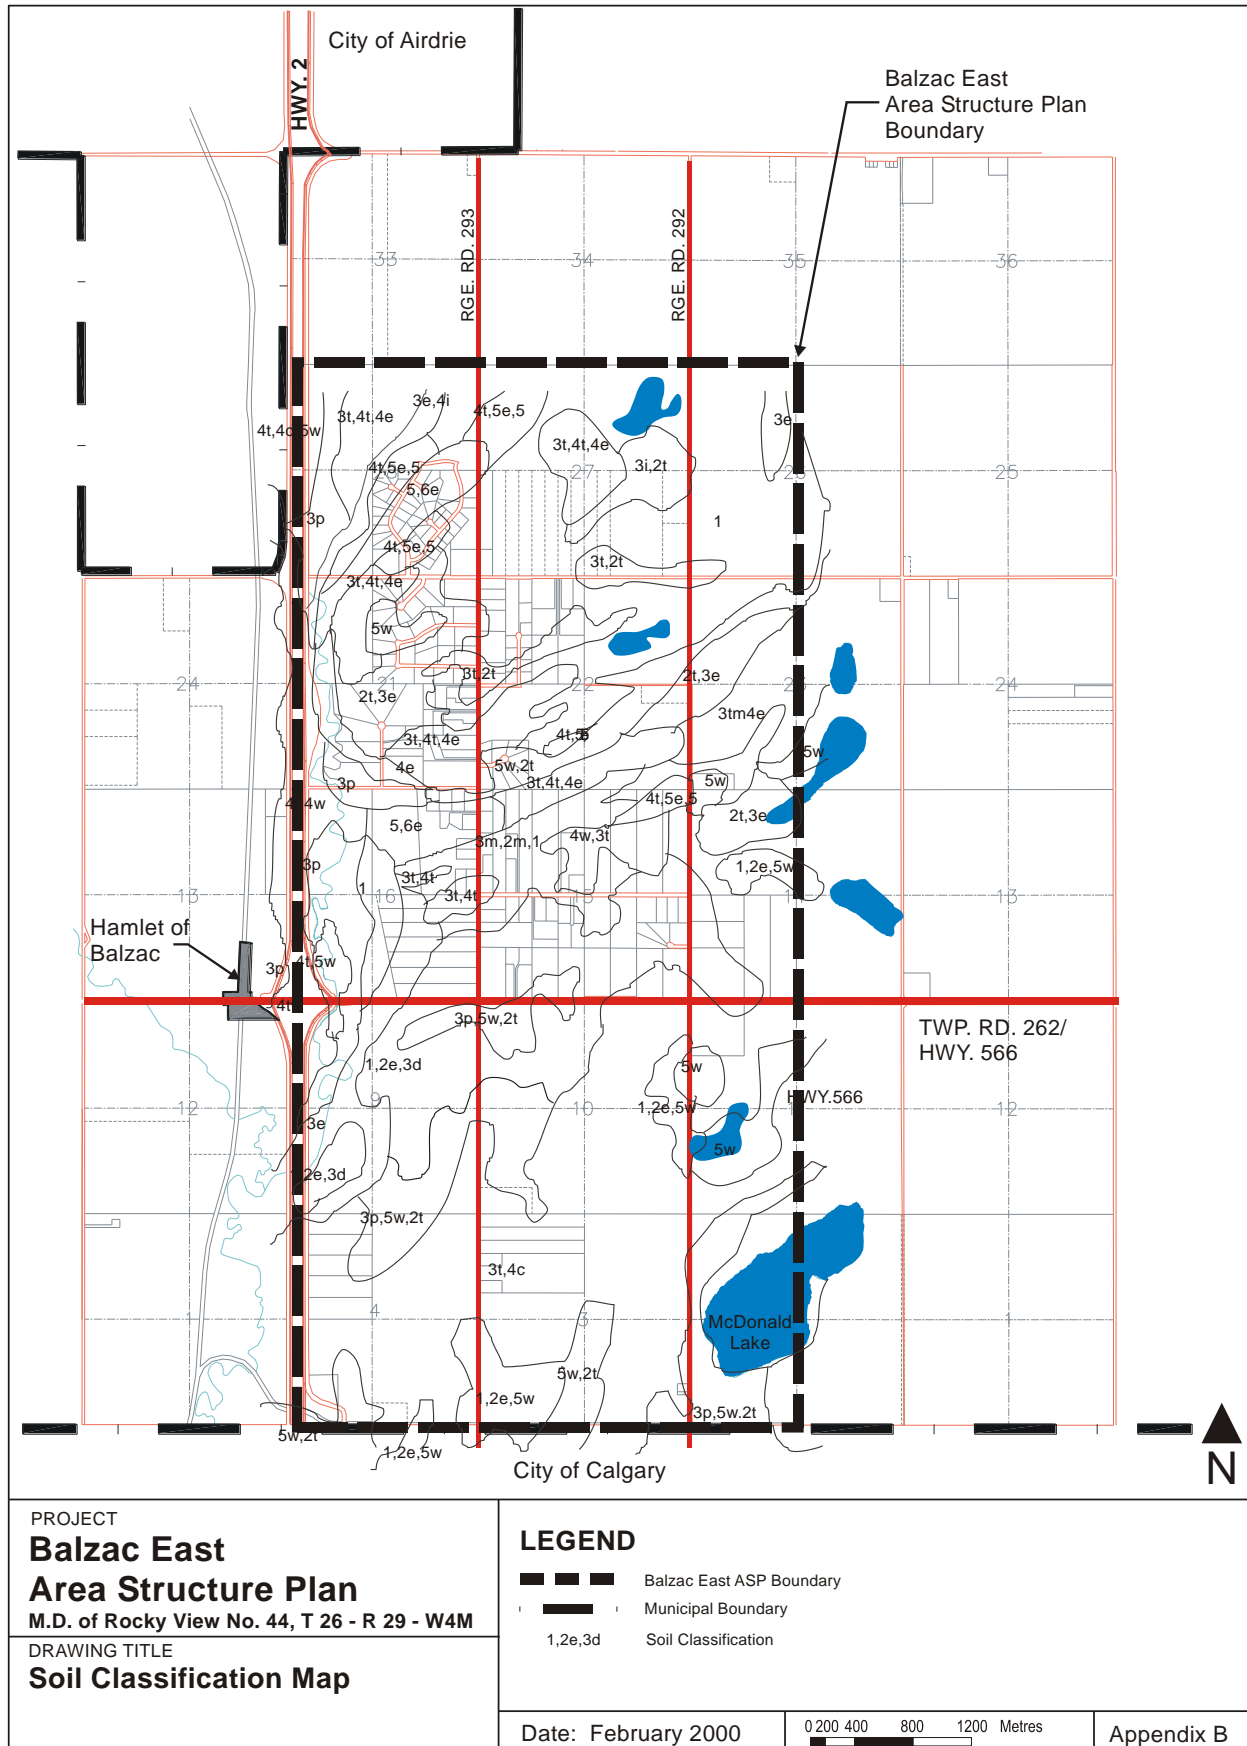 City of Airdrie
HWY. 2
Balzac East
Area Structure Plan
Boundary
RGE. RD. 293
RGE. RD. 292
33
34
35
36
3e,4i
3t,4t,4e
4t,5e,5
3e
3t,4t,4e
4t,5e,5
27
3i,2t
25
5,6e
3p
1
4t,5e,5
3t,2t
3t,4t,4e
5w
3t,2t
2t,3e
24
21
22
24
2t,3e
3tm4e
3t,4t,4e
5w
4e
5w,2t
3p
3t,4t,4e
5w
4t,5e,5
2t,3e
5,6e
4w,3t
3m,2m,1
3p
1,2e,5w
3t,4t
1
16
3t,4t
13
15
13
Hamlet of
Balzac
4t,5w
3p
4t
3p,5w,2t
TWP. RD. 262/
HWY. 566
1,2e,3d
5w
HWY.566
12
9
10
1,2e,5w
12
3e
5w
3p,5w,2t
3t,4c
1
4
3
1
McDonald
Lake
5w,2t
1,2e,5w
3p,5w.2t
5w,2t
1,2e,5w
City of Calgary
N
PROJECT
Balzac East
Area Structure Plan
M.D. of Rocky View No. 44, T 26 - R 29 - W4M
DRAWING TITLE
Soil Classification Map
LEGEND
Balzac East ASP Boundary
Municipal Boundary
1,2e,3d Soil Classification
Date: February 2000
0 200 400 800 1200 Metres
Appendix B